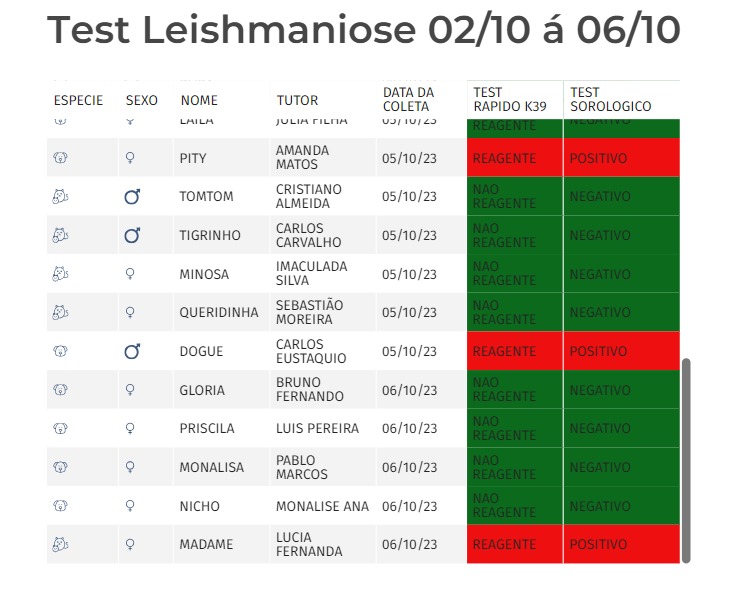 Test Leishmaniose 02/10 á 06/10
ESPECIE SEXO NOME TUTOR DATA DA COLETA TEST RAPIDO K39 TEST SOROLOGICO
LAILA JULIA FILHA 05/10/23 REAGENTE NEGATIVO
PITY AMANDA MATOS 05/10/23 REAGENTE POSITIVO
TOMTOM CRISTIANO ALMEIDA 05/10/23 NAO REAGENTE NEGATIVO
TIGRINHO CARLOS CARVALHO 05/10/23 NAO REAGENTE NEGATIVO
MINOSA IMACULADA SILVA 05/10/23 NAO REAGENTE NEGATIVO
QUERIDINHA SEBASTIÃO MOREIRA 05/10/23 NAO REAGENTE NEGATIVO
DOGUE CARLOS EUSTAQUIO 05/10/23 REAGENTE POSITIVO
GLORIA BRUNO FERNANDO 06/10/23 NAO REAGENTE NEGATIVO
PRISCILA LUIS PEREIRA 06/10/23 NAO REAGENTE NEGATIVO
MONALISA PABLO MARCOS 06/10/23 NAO REAGENTE NEGATIVO
NICHO MONALISE ANA 06/10/23 NAO REAGENTE NEGATIVO
MADAME LUCIA FERNANDA 06/10/23 REAGENTE POSITIVO